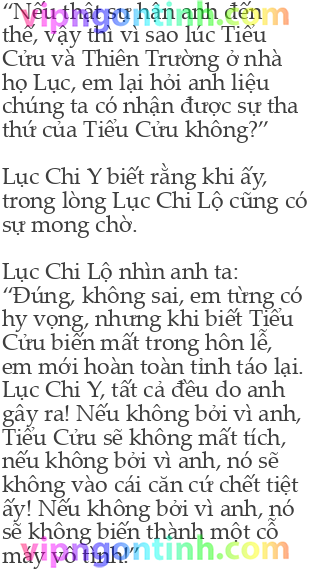 “Nếu thật sự hận anh đến
thế, vậy thì vì sao lúc Tiểu
Cửu và Thiên Trường ở nhà
họ Lục, em lại hỏi anh liệu
chúng ta có nhận được sự tha
thứ của Tiểu Cửu không?”
Lục Chi Y biết rằng khi ấy,
trong lòng Lục Chi Lộ cũng có
sự mong chờ.
Lục Chi Lộ nhìn anh ta:
“Đúng, không sai, em từng có
hy vọng, nhưng khi biết Tiểu
Cửu biến mất trong hôn lễ,
em mới hoàn toàn tỉnh táo lại.
Lục Chi Y, tất cả đều do anh
gây ra! Nếu không bởi vì anh,
Tiểu Cửu sẽ không mất tích,
nếu không bởi vì anh, nó sẽ
không vào cái căn cứ chết tiệt
ấy! Nếu không bởi vì anh, nó
sẽ không biến thành một cỗ
máy vô tình!”
vipngontinh.com
vipngontinh.com